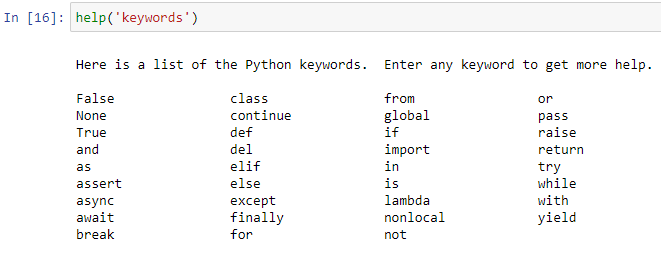 In [16]: help('keywords')
Here is a list of the Python keywords.  Enter any keyword to get more help.
False class from or
None continue global pass
True def if raise
and del import return
as elif in try
assert else is while
async except lambda with
await finally nonlocal yield
break for not